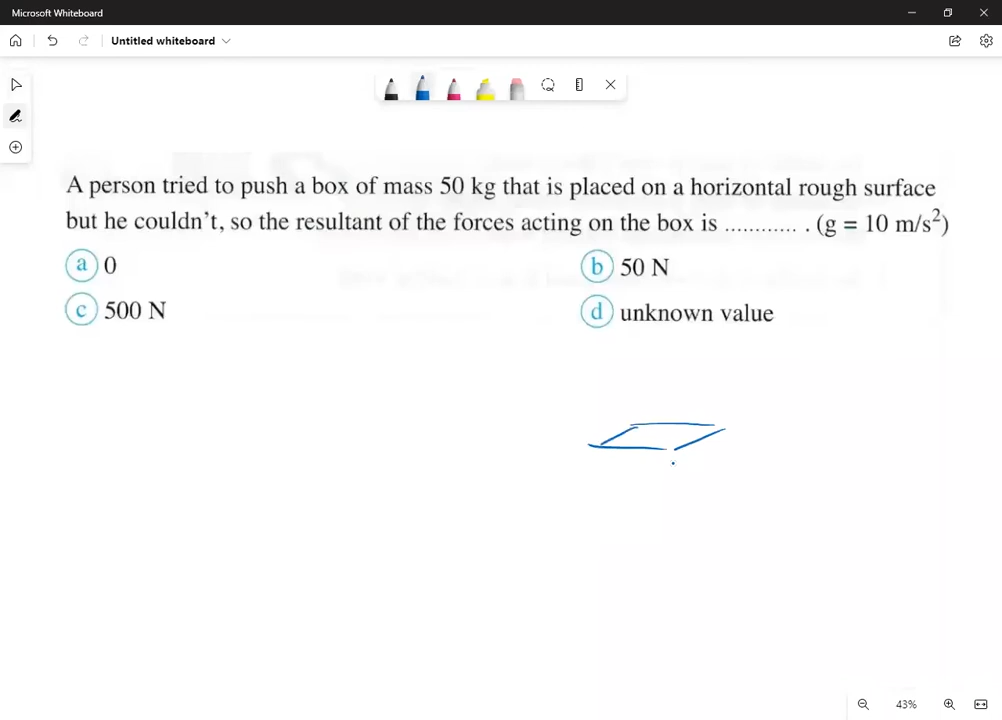 Microsoft Whiteboard
Untitled whiteboard
A person tried to push a box of mass 50 kg that is placed on a horizontal rough surface
but he couldn't, so the resultant of the forces acting on the box is ............ . (g = 10 m/s²)
a 0
b 50 N
c 500 N
d unknown value
43%